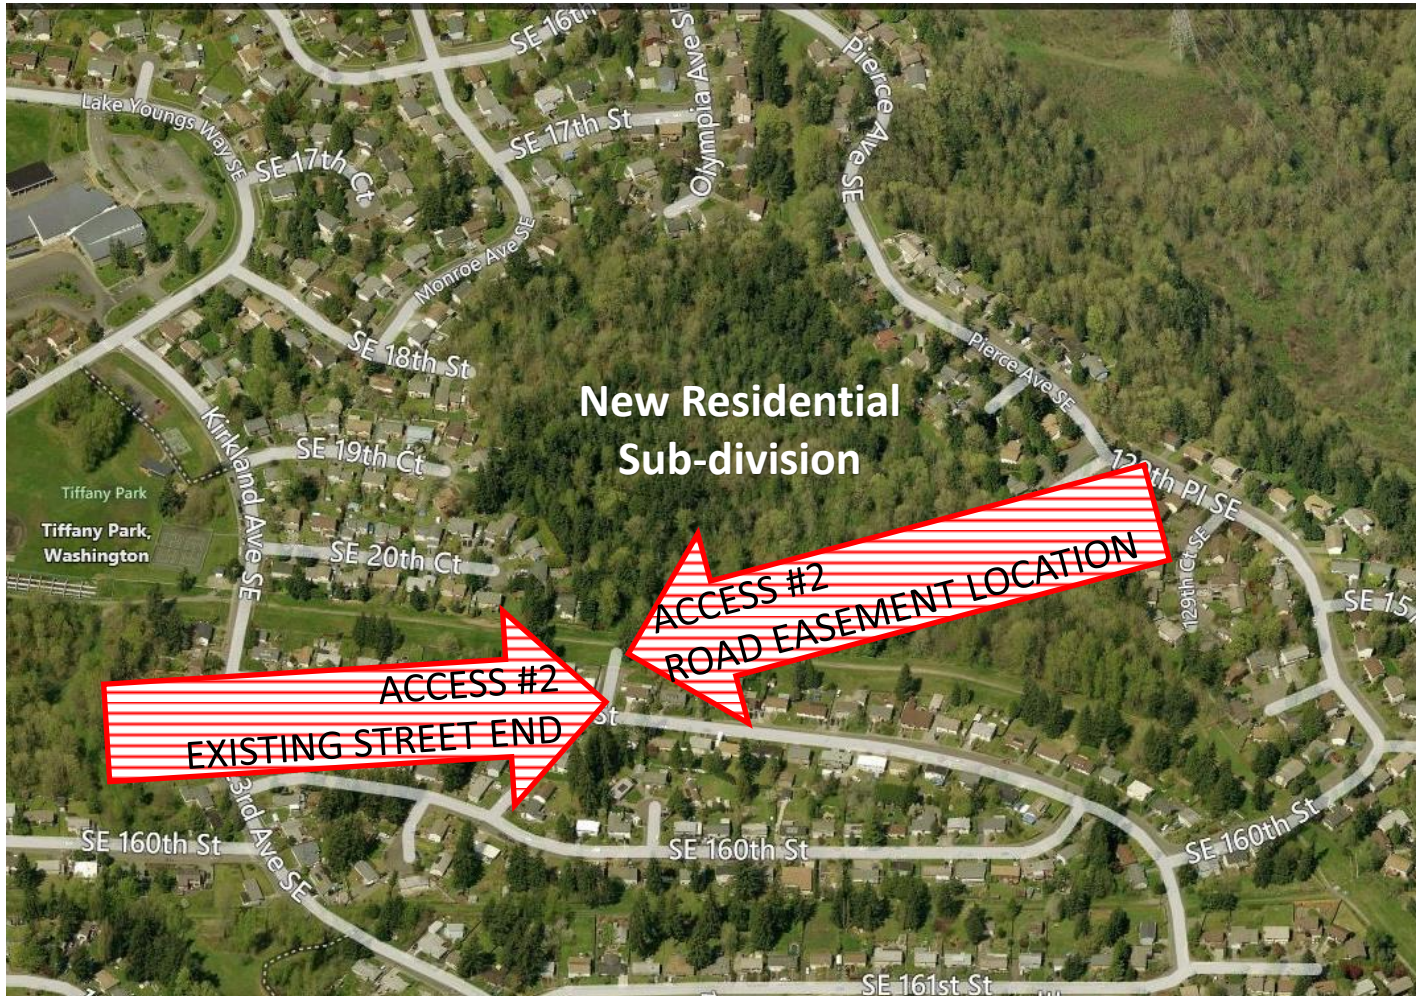 SE 16th
Olympia Ave SE
Pierce Ave SE
Lake Youngs Way SE
SE 17th St
SE 17th Ct
Monroe Ave SE
SE 18th St
Pierce Ave SE
New Residential
Sub-division
Kirkland Ave SE
SE 19th Ct
Tiffany Park
Tiffany Park,
Washington
SE 20th Ct
Pl SE
129th Ct SE
SE 15
ACCESS #2
ROAD EASEMENT LOCATION
ACCESS #2
EXISTING STREET END
St
3rd Ave SE
SE 160th St
SE 160th St
SE 160th St
SE 161st St